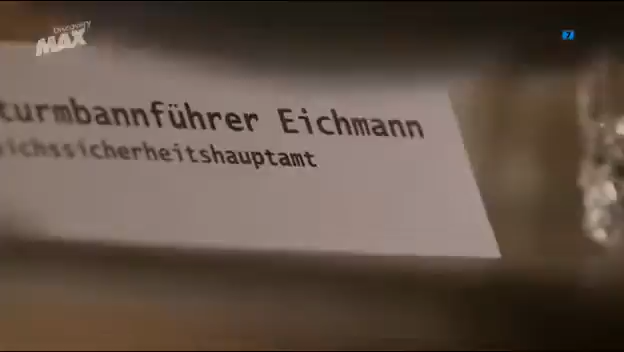 Discovery
MAX
7
turmbannführer Eichmann
ichssicherheitshauptamt